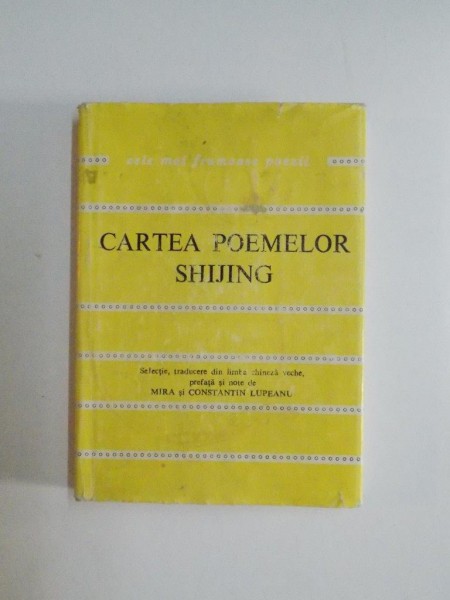 cele mai frumoase poezii
CARTEA POEMELOR
SHIJING
Selecție, traducere din limba chineză veche,
prefață și note de
MIRA și CONSTANTIN LUPEANU